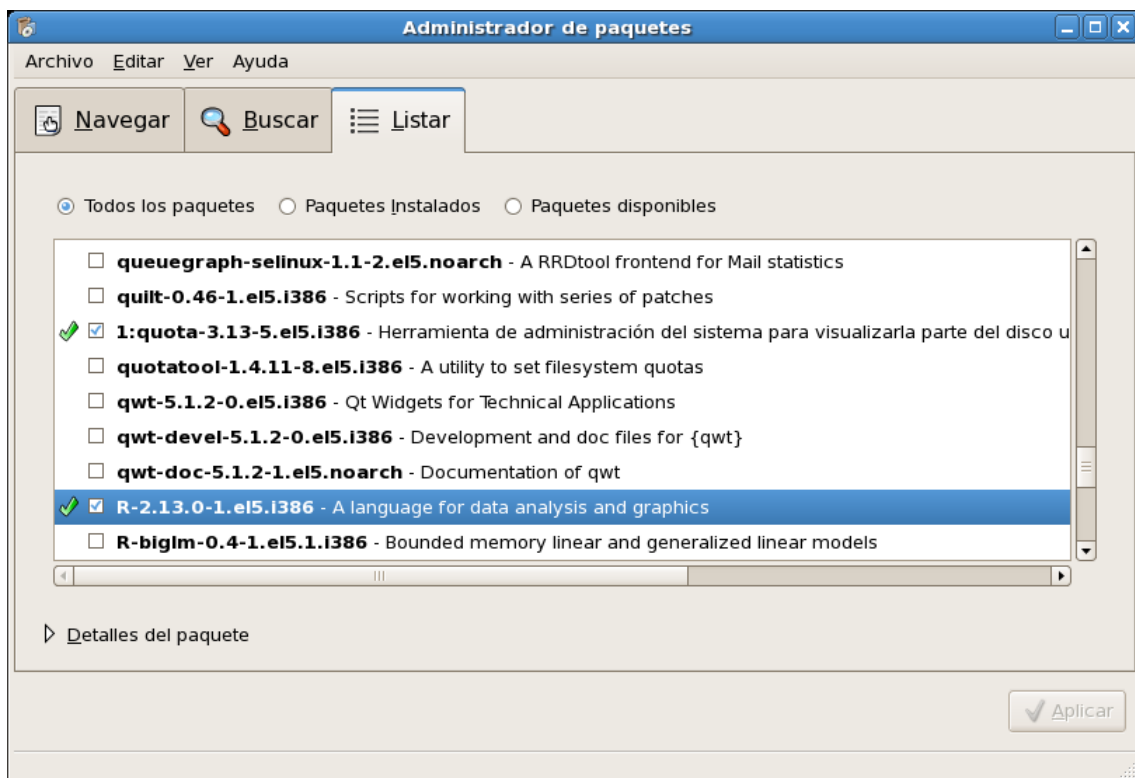 Administrador de paquetes
Archivo Editar Ver Ayuda
Navegar Buscar Listar
Todos los paquetes Paquetes Instalados Paquetes disponibles
queuegraph-selinux-1.1-2.el5.noarch - A RRDtool frontend for Mail statistics
quilt-0.46-1.el5.i386 - Scripts for working with series of patches
1:quota-3.13-5.el5.i386 - Herramienta de administración del sistema para visualizarla parte del disco u
quotatool-1.4.11-8.el5.i386 - A utility to set filesystem quotas
qwt-5.1.2-0.el5.i386 - Qt Widgets for Technical Applications
qwt-devel-5.1.2-0.el5.i386 - Development and doc files for {qwt}
qwt-doc-5.1.2-1.el5.noarch - Documentation of qwt
R-2.13.0-1.el5.i386 - A language for data analysis and graphics
R-biglm-0.4-1.el5.1.i386 - Bounded memory linear and generalized linear models
Detalles del paquete
Aplicar